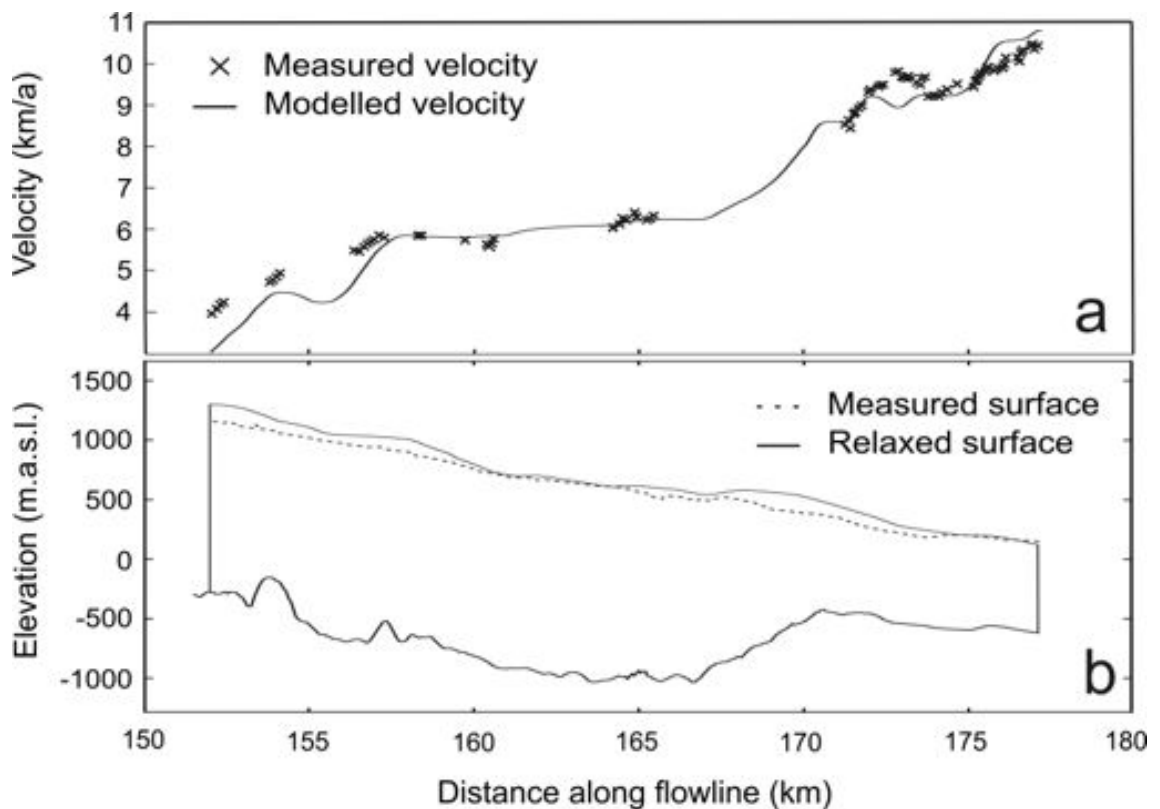 11
10
9
8
7
6
5
4
Velocity (km/a)
Measured velocity
Modelled velocity
a
1500
1000
500
0
-500
-1000
Elevation (m.a.s.l.)
Measured surface
Relaxed surface
b
150 155 160 165 170 175 180
Distance along flowline (km)